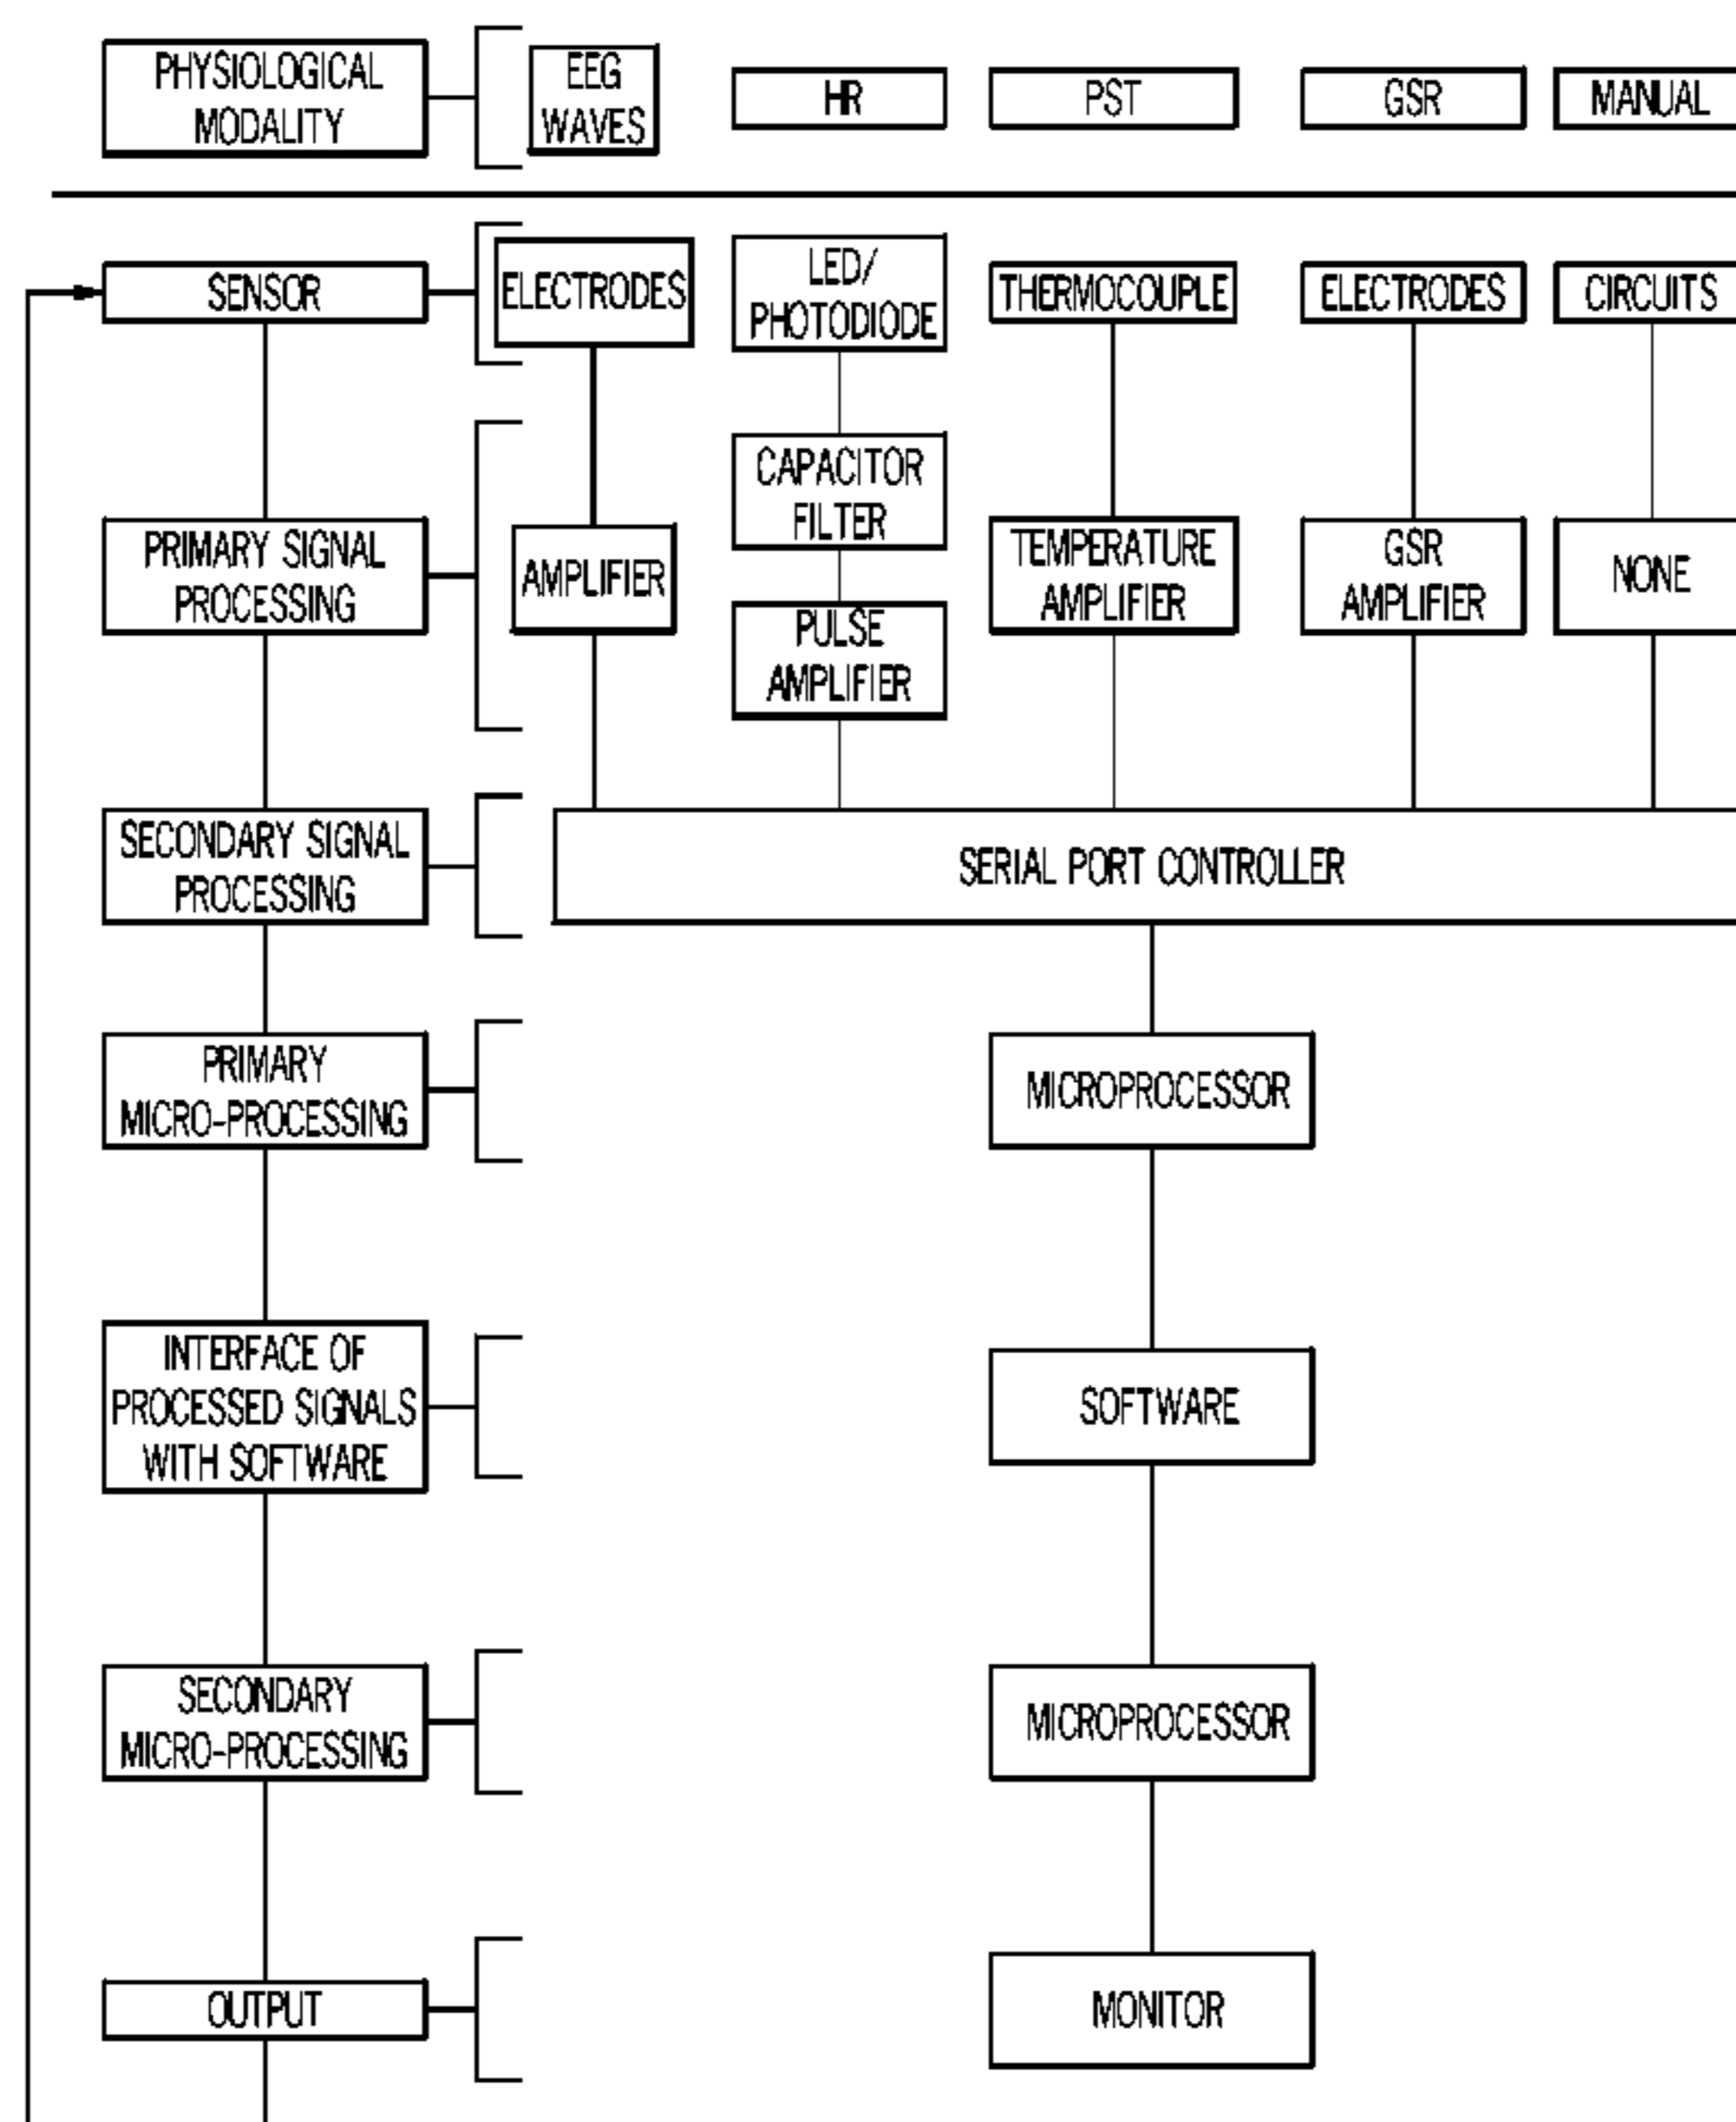 PHYSIOLOGICAL
MODALITY
EEG
WAVES
HR
PST
GSR
MANUAL
SENSOR
ELECTRODES
LED/
PHOTODIODE
THERMOCOUPLE
ELECTRODES
CIRCUITS
CAPACITOR
FILTER
PRIMARY SIGNAL
PROCESSING
AMPLIFIER
PULSE
AMPLIFIER
TEMPERATURE
AMPLIFIER
GSR
AMPLIFIER
NONE
SECONDARY SIGNAL
PROCESSING
SERIAL PORT CONTROLLER
PRIMARY
MICRO-PROCESSING
MICROPROCESSOR
INTERFACE OF
PROCESSED SIGNALS
WITH SOFTWARE
SOFTWARE
SECONDARY
MICRO-PROCESSING
MICROPROCESSOR
OUTPUT
MONITOR